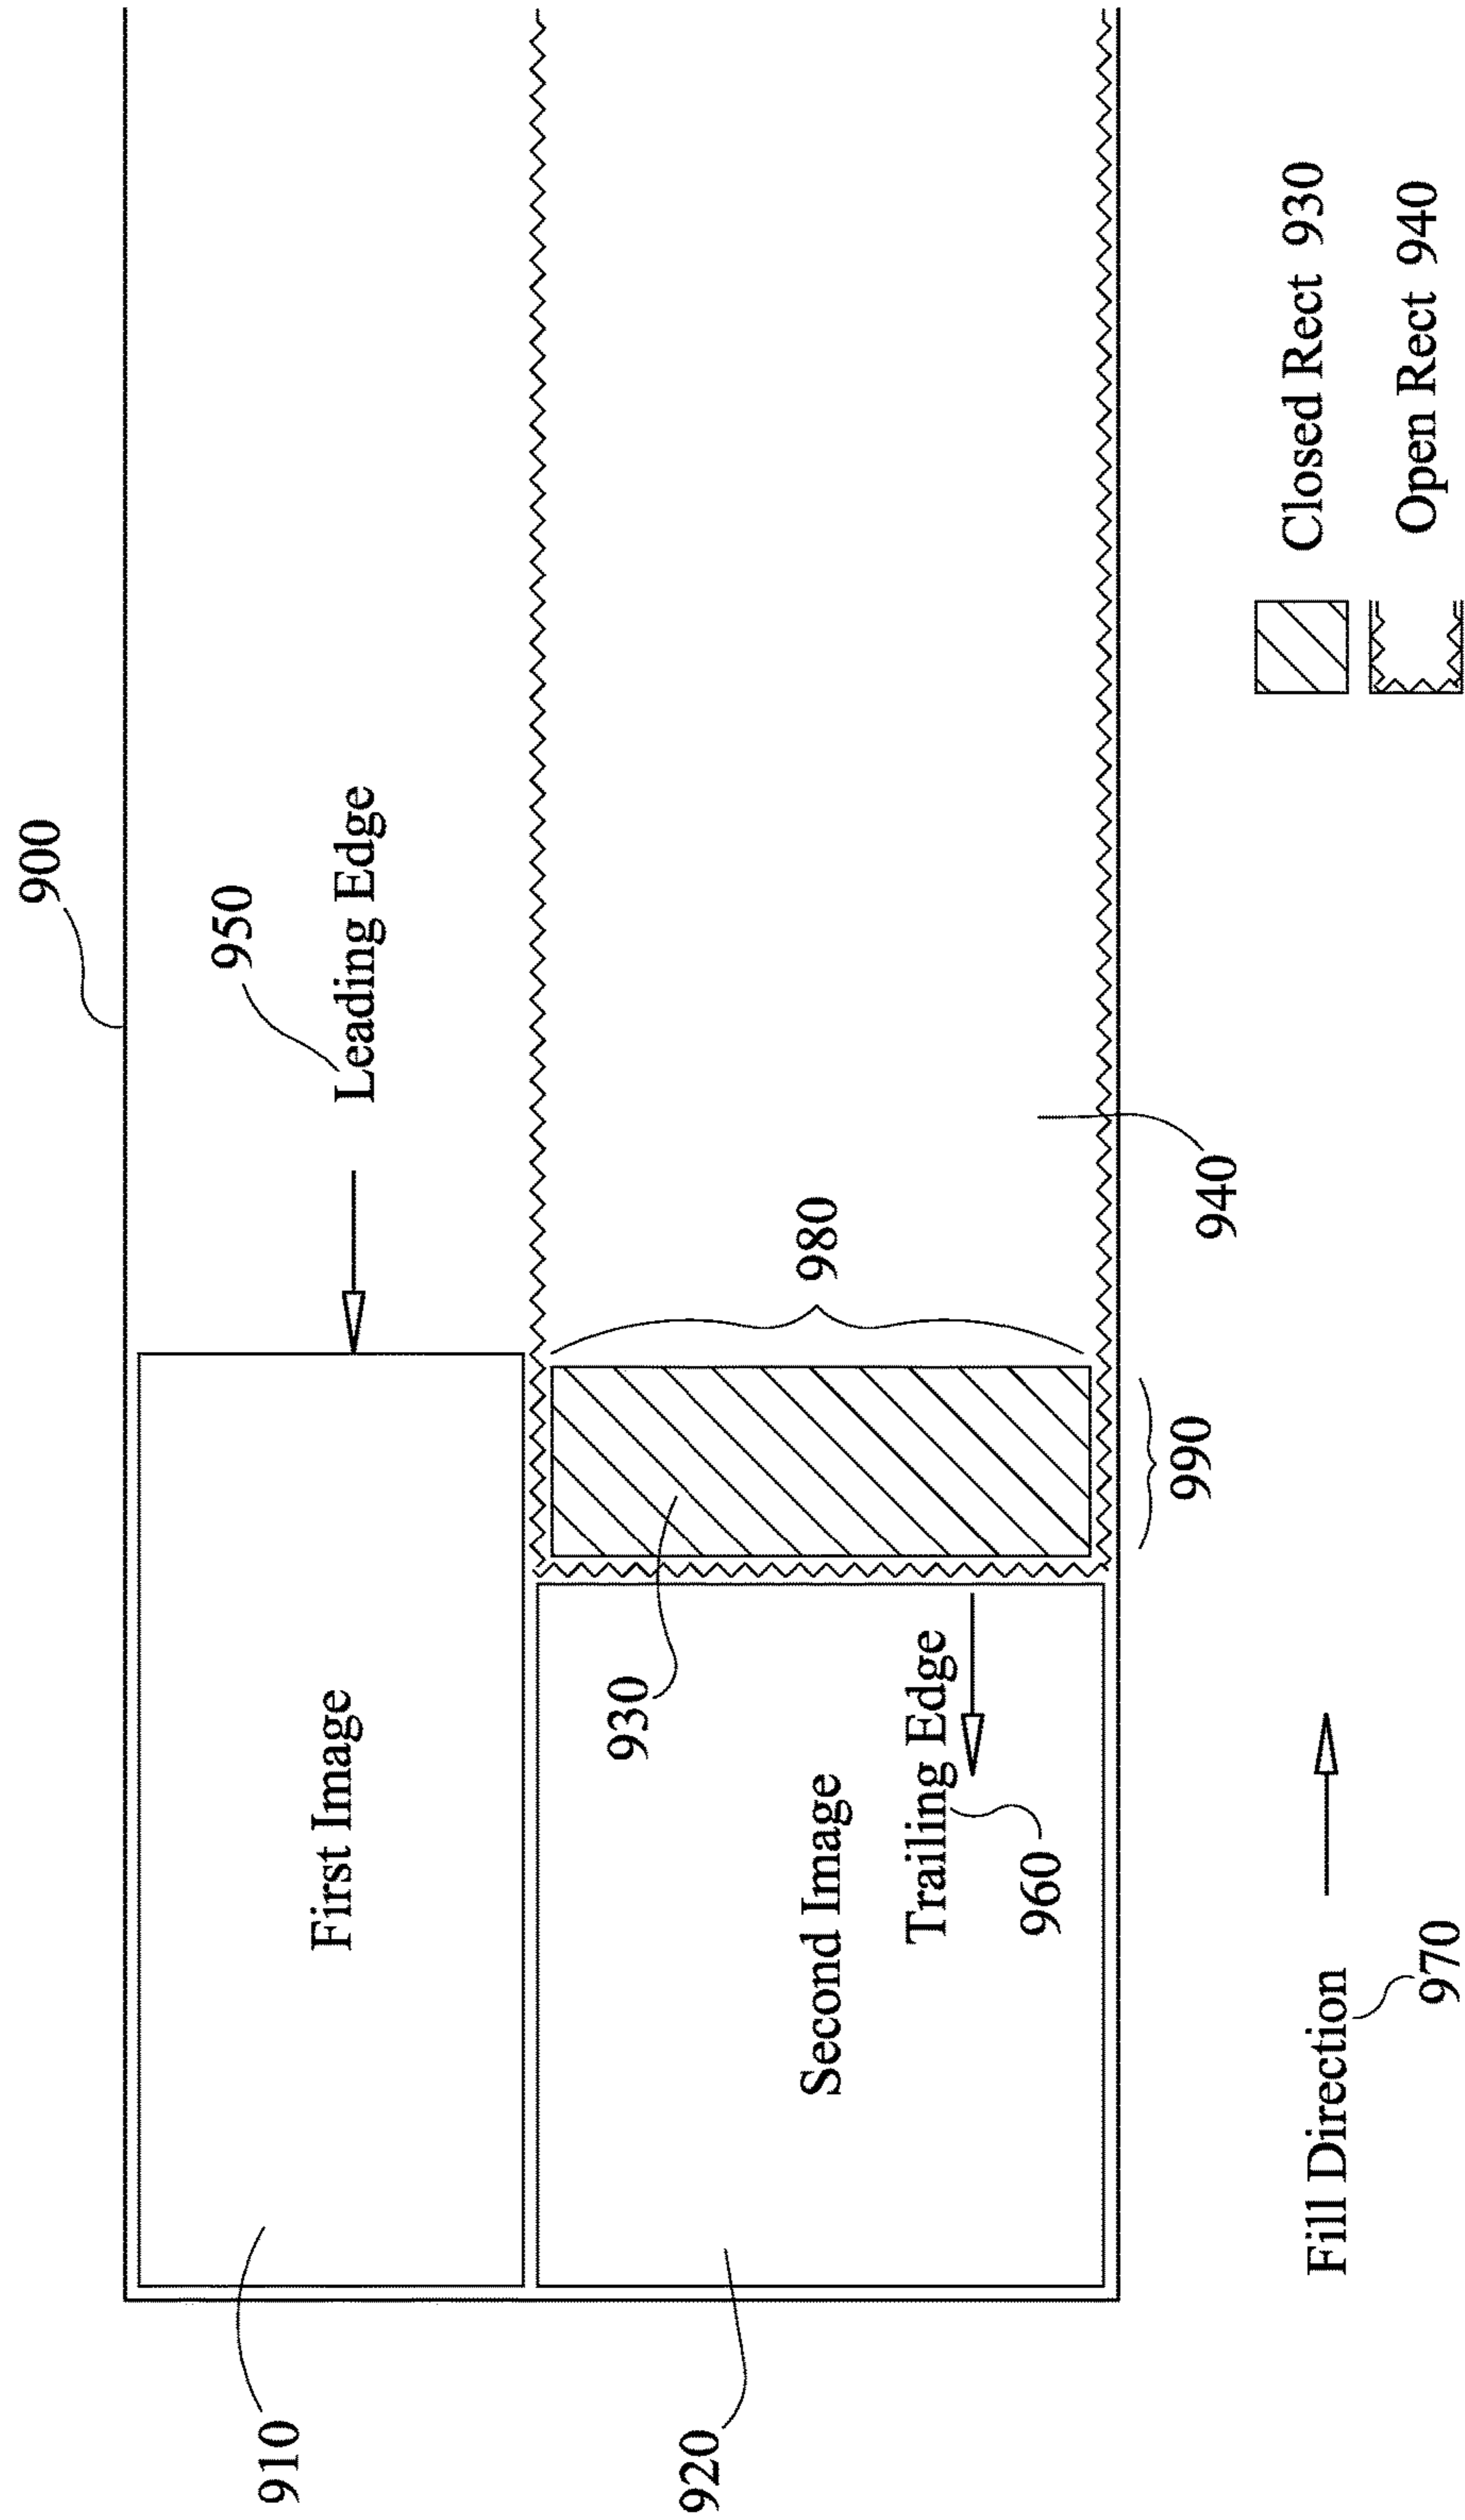 900
950
Leading Edge
First Image
910
980
930
Second Image
Trailing Edge
960
920
940
990
Fill Direction
970
Closed Rect 930
Open Rect 940